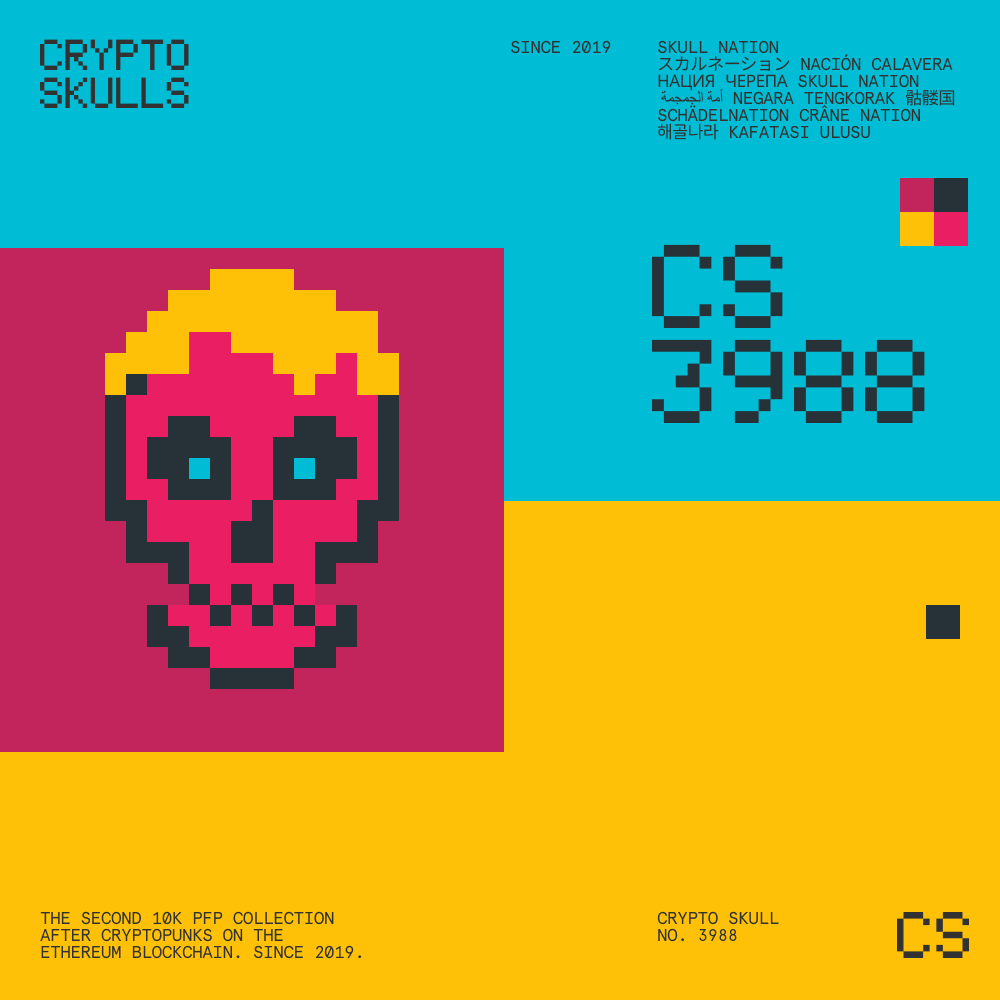 CRYPTO
SKULLS
SINCE 2019
SKULL NATION
スカルネーション NACIÓN CALAVERA
НАЦИЯ ЧЕРЕПА SKULL NATION
أمة الجمجمة NEGARA TENGKORAK 骷髅国
SCHÄDELNATION CRÂNE NATION
해골나라 KAFATASI ULUSU
CS
3988
THE SECOND 10K PFP COLLECTION
AFTER CRYPTOPUNKS ON THE
ETHEREUM BLOCKCHAIN. SINCE 2019.
CRYPTO SKULL
NO. 3988
CS